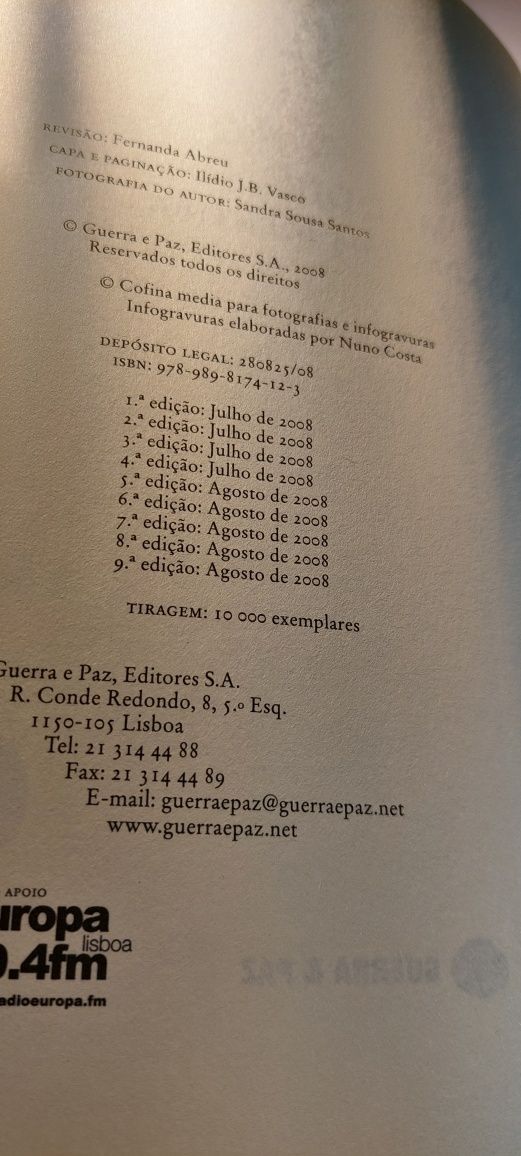 REVISÃO: Fernanda Abreu
CAPA E PAGINAÇÃO: Ilídio J.B. Vasco
FOTOGRAFIA DO AUTOR: Sandra Sousa Santos
© Guerra e Paz, Editores S.A., 2008
Reservados todos os direitos
© Cofina media para fotografias e infogravuras
Infogravuras elaboradas por Nuno Costa
DEPÓSITO LEGAL: 280825/08
ISBN: 978-989-8174-12-3
1.ª edição: Julho de 2008
2.ª edição: Julho de 2008
3.ª edição: Julho de 2008
4.ª edição: Julho de 2008
5.ª edição: Agosto de 2008
6.ª edição: Agosto de 2008
7.ª edição: Agosto de 2008
8.ª edição: Agosto de 2008
9.ª edição: Agosto de 2008
TIRAGEM: 10 000 exemplares
Guerra e Paz, Editores S.A.
R. Conde Redondo, 8, 5.º Esq.
1150-105 Lisboa
Tel: 21 314 44 88
Fax: 21 314 44 89
E-mail: guerraepaz@guerraepaz.net
www.guerraepaz.net
APOIO
uropa
lisboa
0.4fm
adioeuropa.fm
GUERRA & PAZ